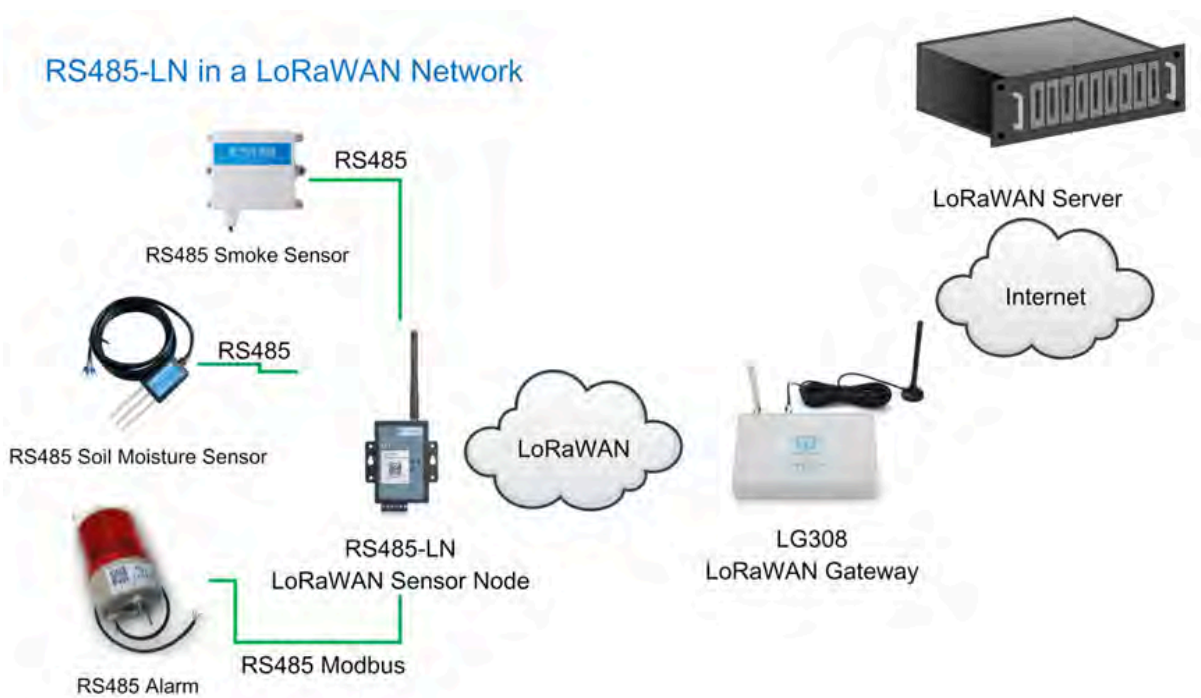 RS485-LN in a LoRaWAN Network
RS485
RS485 Smoke Sensor
LoRaWAN Server
Internet
RS485
RS485 Soil Moisture Sensor
LoRaWAN
RS485-LN
LoRaWAN Sensor Node
LG308
LoRaWAN Gateway
RS485 Modbus
RS485 Alarm